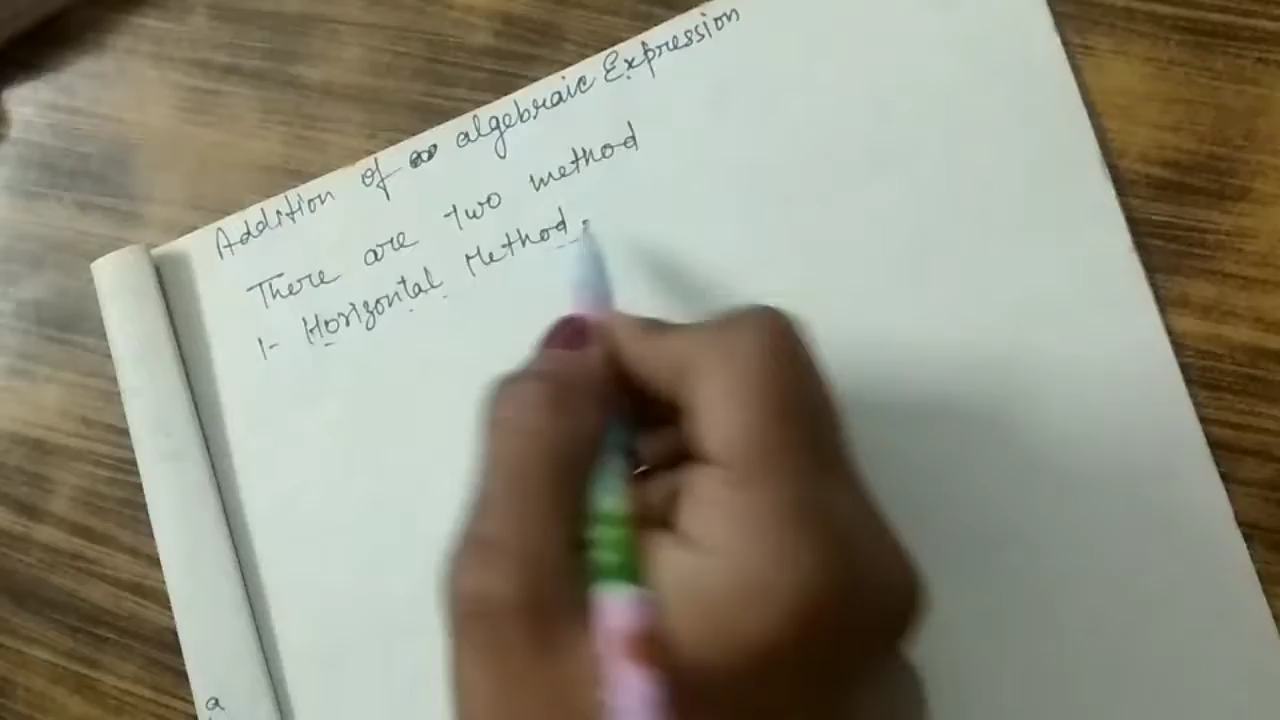 Addition of algebraic Expression
There are two method
1- Horizontal Method
a